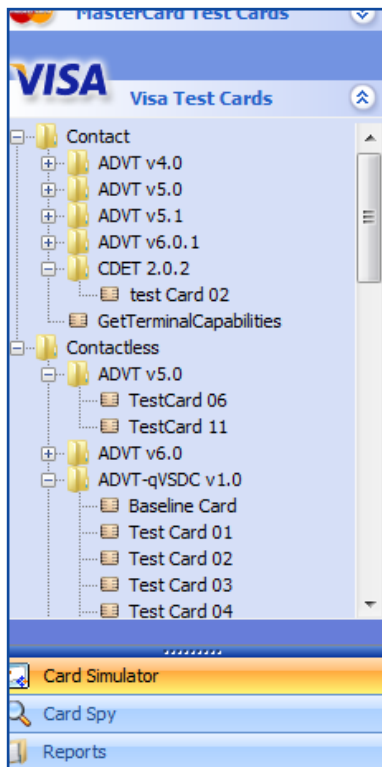 MasterCard Test Cards
VISA
Visa Test Cards
Contact
ADVT v4.0
ADVT v5.0
ADVT v5.1
ADVT v6.0.1
CDET 2.0.2
test Card 02
GetTerminalCapabilities
Contactless
ADVT v5.0
TestCard 06
TestCard 11
ADVT v6.0
ADVT-qVSDC v1.0
Baseline Card
Test Card 01
Test Card 02
Test Card 03
Test Card 04
Card Simulator
Card Spy
Reports